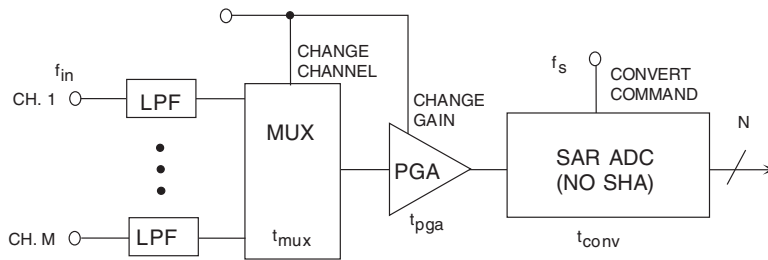 CHANGE
CHANNEL
f_in
CH. 1
LPF
MUX
CHANGE
GAIN
PGA
f_s
CONVERT
COMMAND
SAR ADC
(NO SHA)
N
CH. M
LPF
t_mux
t_pga
t_conv